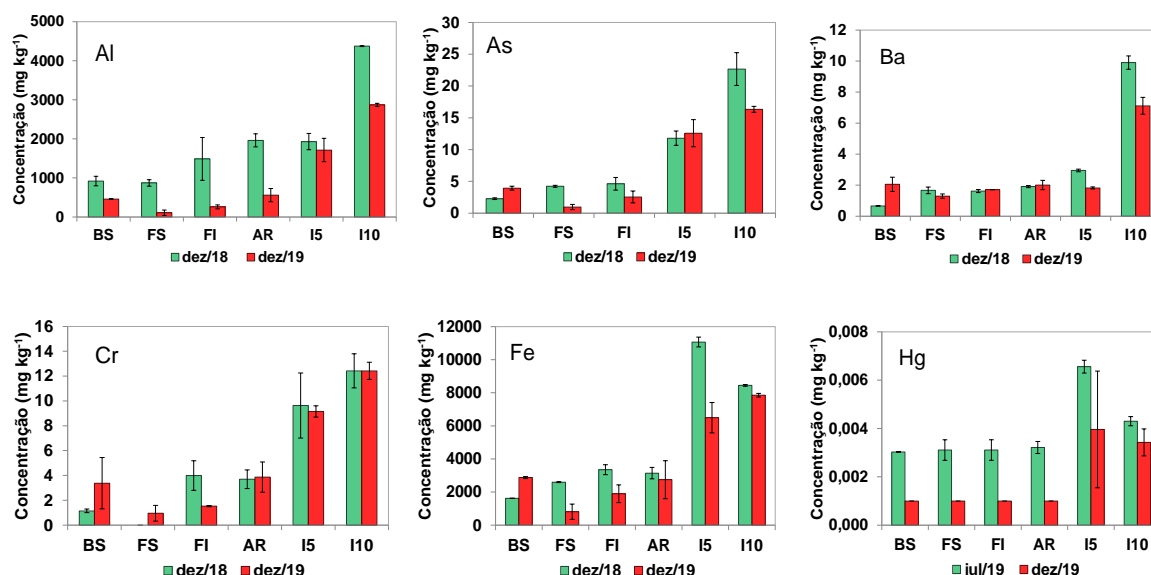 Al
Concentração (mg kg-1)
5000
4000
3000
2000
1000
0
BS FS FI AR I5 I10
dez/18 dez/19
As
Concentração (mg kg-1)
30
25
20
15
10
5
0
BS FS FI I5 I10
dez/18 dez/19
Ba
Concentração (mg kg-1)
12
10
8
6
4
2
0
BS FS FI AR I5 I10
dez/18 dez/19
Cr
Concentração (mg kg-1)
16
14
12
10
8
6
4
2
0
BS FS FI AR I5 I10
dez/18 dez/19
Fe
Concentração (mg kg-1)
12000
10000
8000
6000
4000
2000
0
BS FS FI AR I5 I10
dez/18 dez/19
Hg
Concentração (mg kg-1)
0,008
0,006
0,004
0,002
0,000
BS FS FI AR I5 I10
jul/19 dez/19